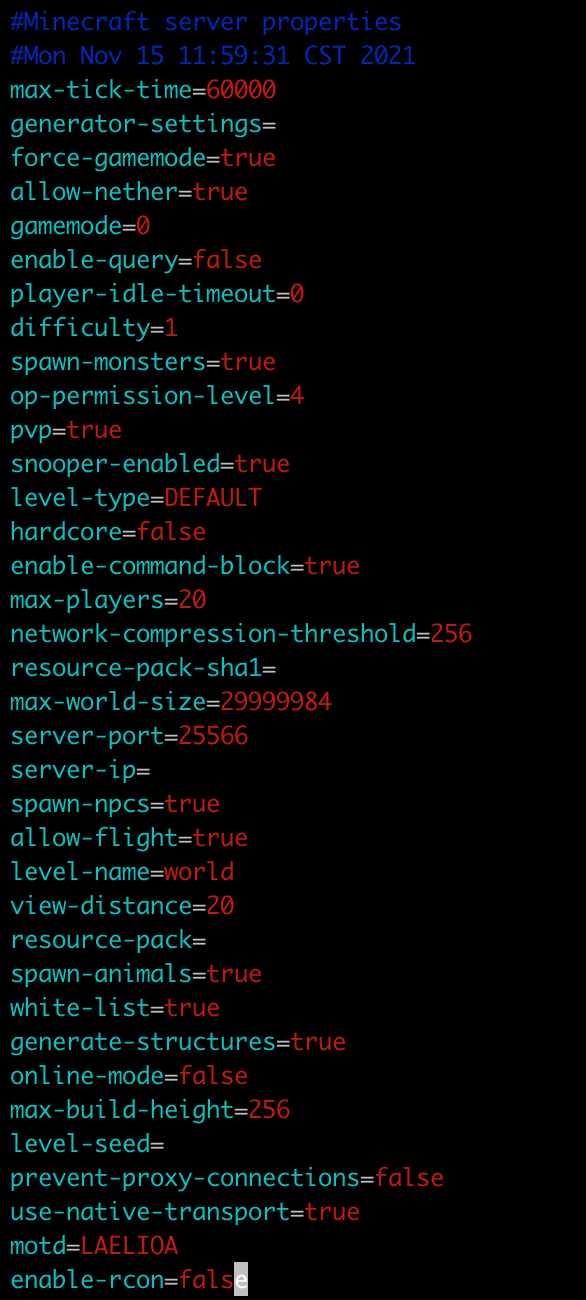 #Minecraft server properties
#Mon Nov 15 11:59:31 CST 2021
max-tick-time=60000
generator-settings=
force-gamemode=true
allow-nether=true
gamemode=0
enable-query=false
player-idle-timeout=0
difficulty=1
spawn-monsters=true
op-permission-level=4
pvp=true
snooper-enabled=true
level-type=DEFAULT
hardcore=false
enable-command-block=true
max-players=20
network-compression-threshold=256
resource-pack-sha1=
max-world-size=29999984
server-port=25566
server-ip=
spawn-npcs=true
allow-flight=true
level-name=world
view-distance=20
resource-pack=
spawn-animals=true
white-list=true
generate-structures=true
online-mode=false
max-build-height=256
level-seed=
prevent-proxy-connections=false
use-native-transport=true
motd=LAELIOA
enable-rcon=false